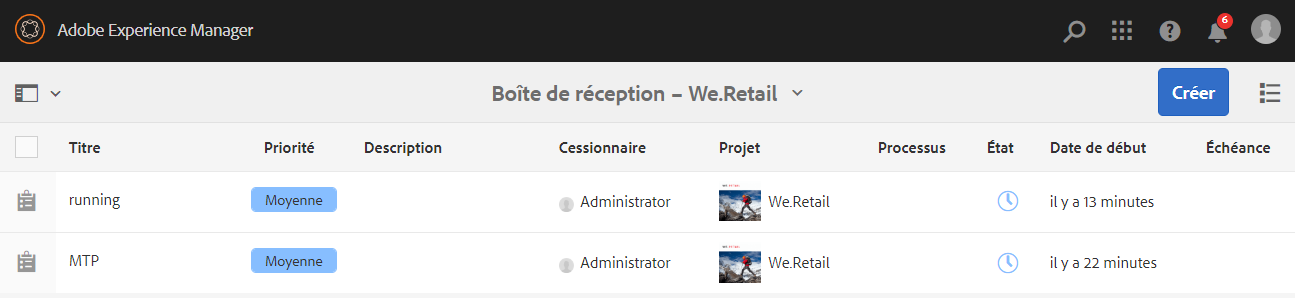 Adobe Experience Manager
6
Boîte de réception – We.Retail
Créer
Titre Priorité Description Cessionnaire Projet Processus État Date de début Échéance
running Moyenne Administrator We.Retail il y a 13 minutes
MTP Moyenne Administrator We.Retail il y a 22 minutes